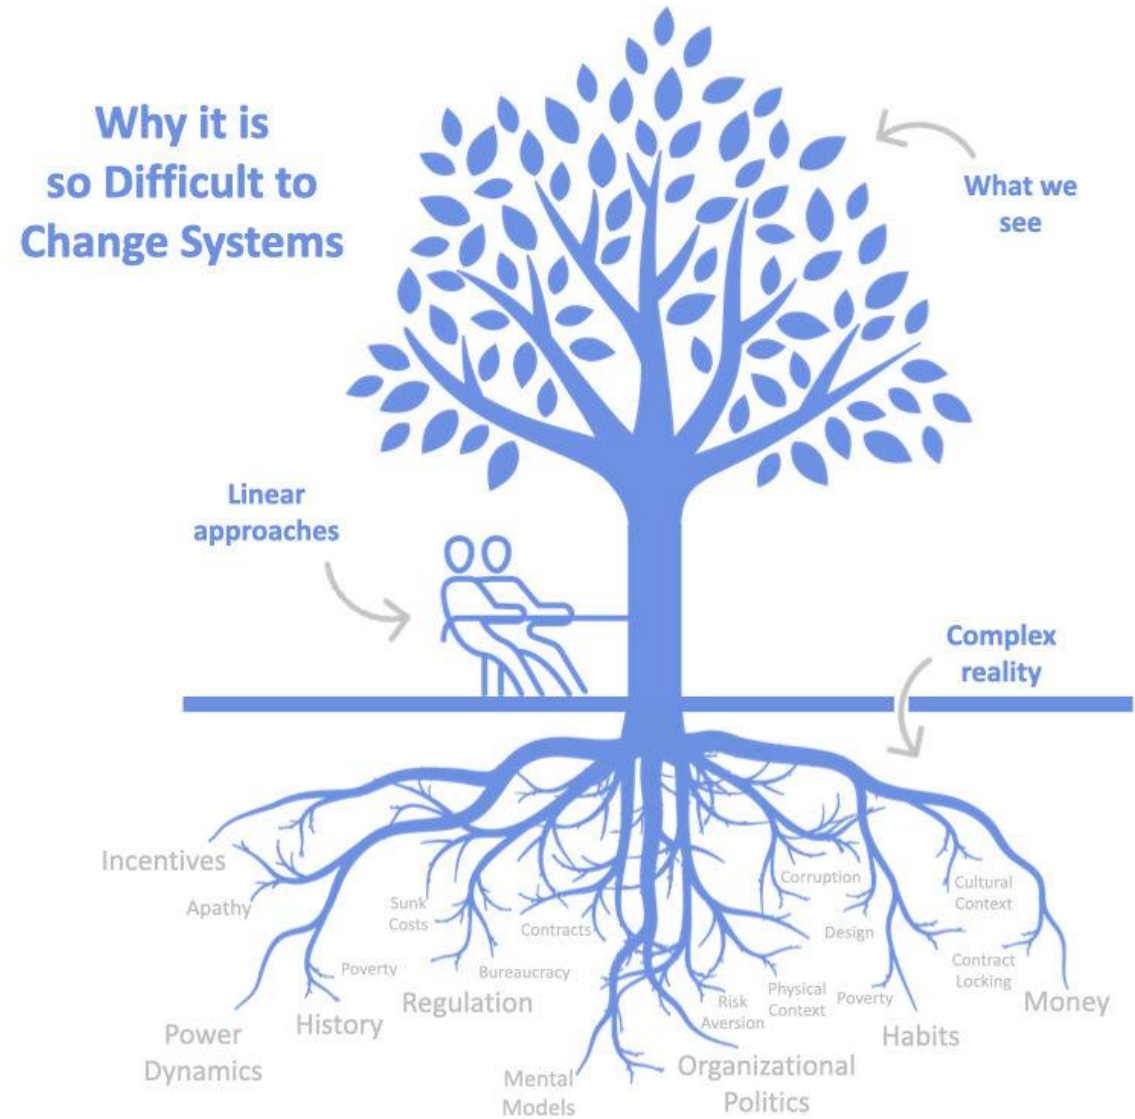 Why it is
so Difficult to
Change Systems
What we
see
Linear
approaches
Complex
reality
Incentives
Apathy
Power
Dynamics
History
Poverty
Sunk
Costs
Regulation
Bureaucracy
Contracts
Mental
Models
Organizational
Politics
Risk
Aversion
Physical
Context
Corruption
Design
Poverty
Habits
Cultural
Context
Contract
Locking
Money